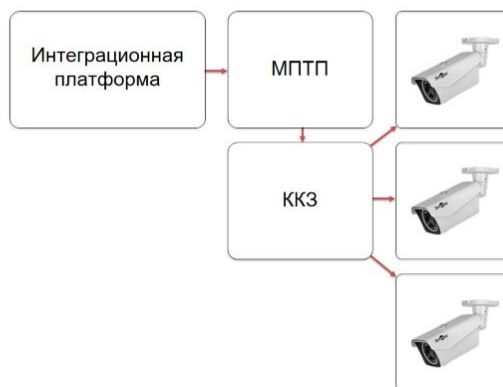 Интеграционная
платформа
МПТП
ККЗ